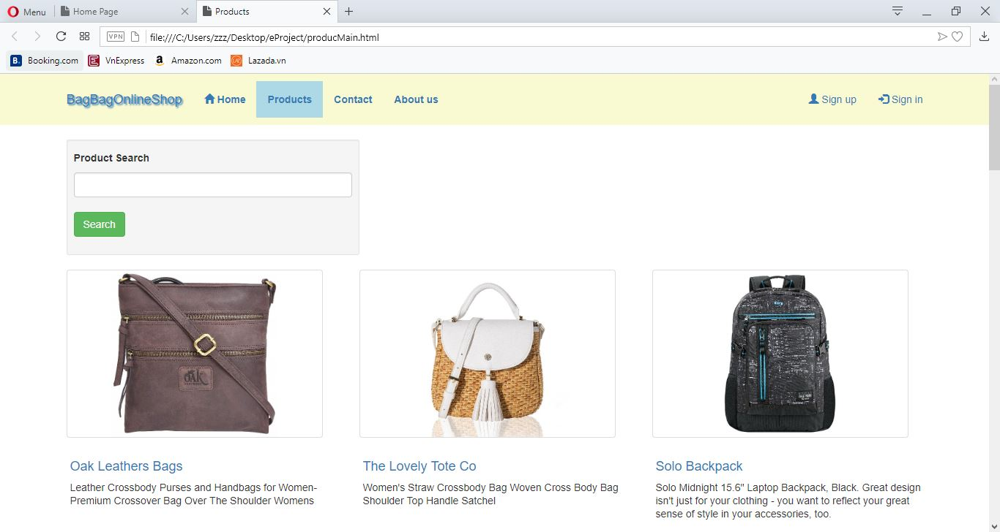 Menu
Home Page
Products
VPN
file:///C:/Users/zzz/Desktop/eProject/producMain.html
B. Booking.com
E VnExpress
a Amazon.com
Lazada.vn
BagBagOnlineShop
Home
Products
Contact
About us
Sign up
Sign in
Product Search
Search
OAK
Oak Leathers Bags
Leather Crossbody Purses and Handbags for Women-
Premium Crossover Bag Over The Shoulder Womens
The Lovely Tote Co
Women's Straw Crossbody Bag Woven Cross Body Bag
Shoulder Top Handle Satchel
Solo Backpack
Solo Midnight 15.6" Laptop Backpack, Black. Great design
isn't just for your clothing - you want to reflect your great
sense of style in your accessories, too.